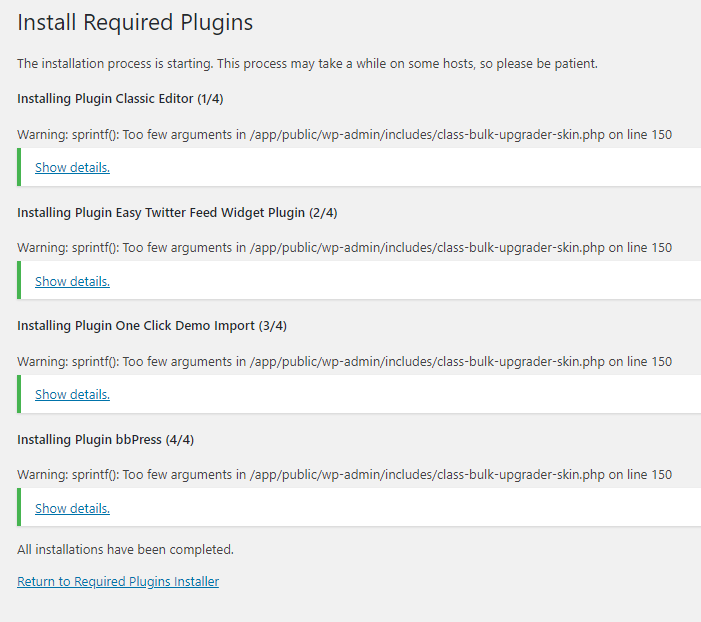 Install Required Plugins
The installation process is starting. This process may take a while on some hosts, so please be patient.
Installing Plugin Classic Editor (1/4)
Warning: sprintf(): Too few arguments in /app/public/wp-admin/includes/class-bulk-upgrader-skin.php on line 150
Show details.
Installing Plugin Easy Twitter Feed Widget Plugin (2/4)
Warning: sprintf(): Too few arguments in /app/public/wp-admin/includes/class-bulk-upgrader-skin.php on line 150
Show details.
Installing Plugin One Click Demo Import (3/4)
Warning: sprintf(): Too few arguments in /app/public/wp-admin/includes/class-bulk-upgrader-skin.php on line 150
Show details.
Installing Plugin bbPress (4/4)
Warning: sprintf(): Too few arguments in /app/public/wp-admin/includes/class-bulk-upgrader-skin.php on line 150
Show details.
All installations have been completed.
Return to Required Plugins Installer